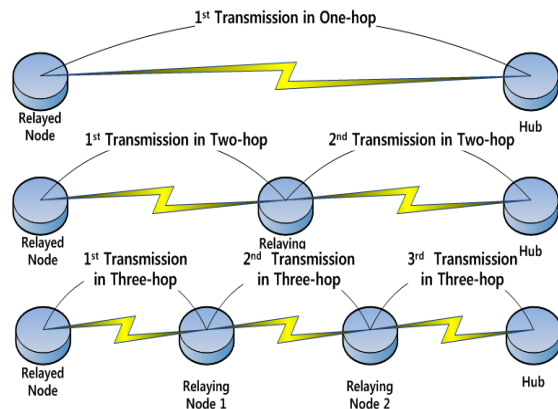 1st Transmission in One-hop
Relayed
Node
Hub
1st Transmission in Two-hop
2nd Transmission in Two-hop
Relayed
Node
Relaying
Hub
1st Transmission
in Three-hop
2nd Transmission
in Three-hop
3rd Transmission
in Three-hop
Relayed
Node
Relaying
Node 1
Relaying
Node 2
Hub